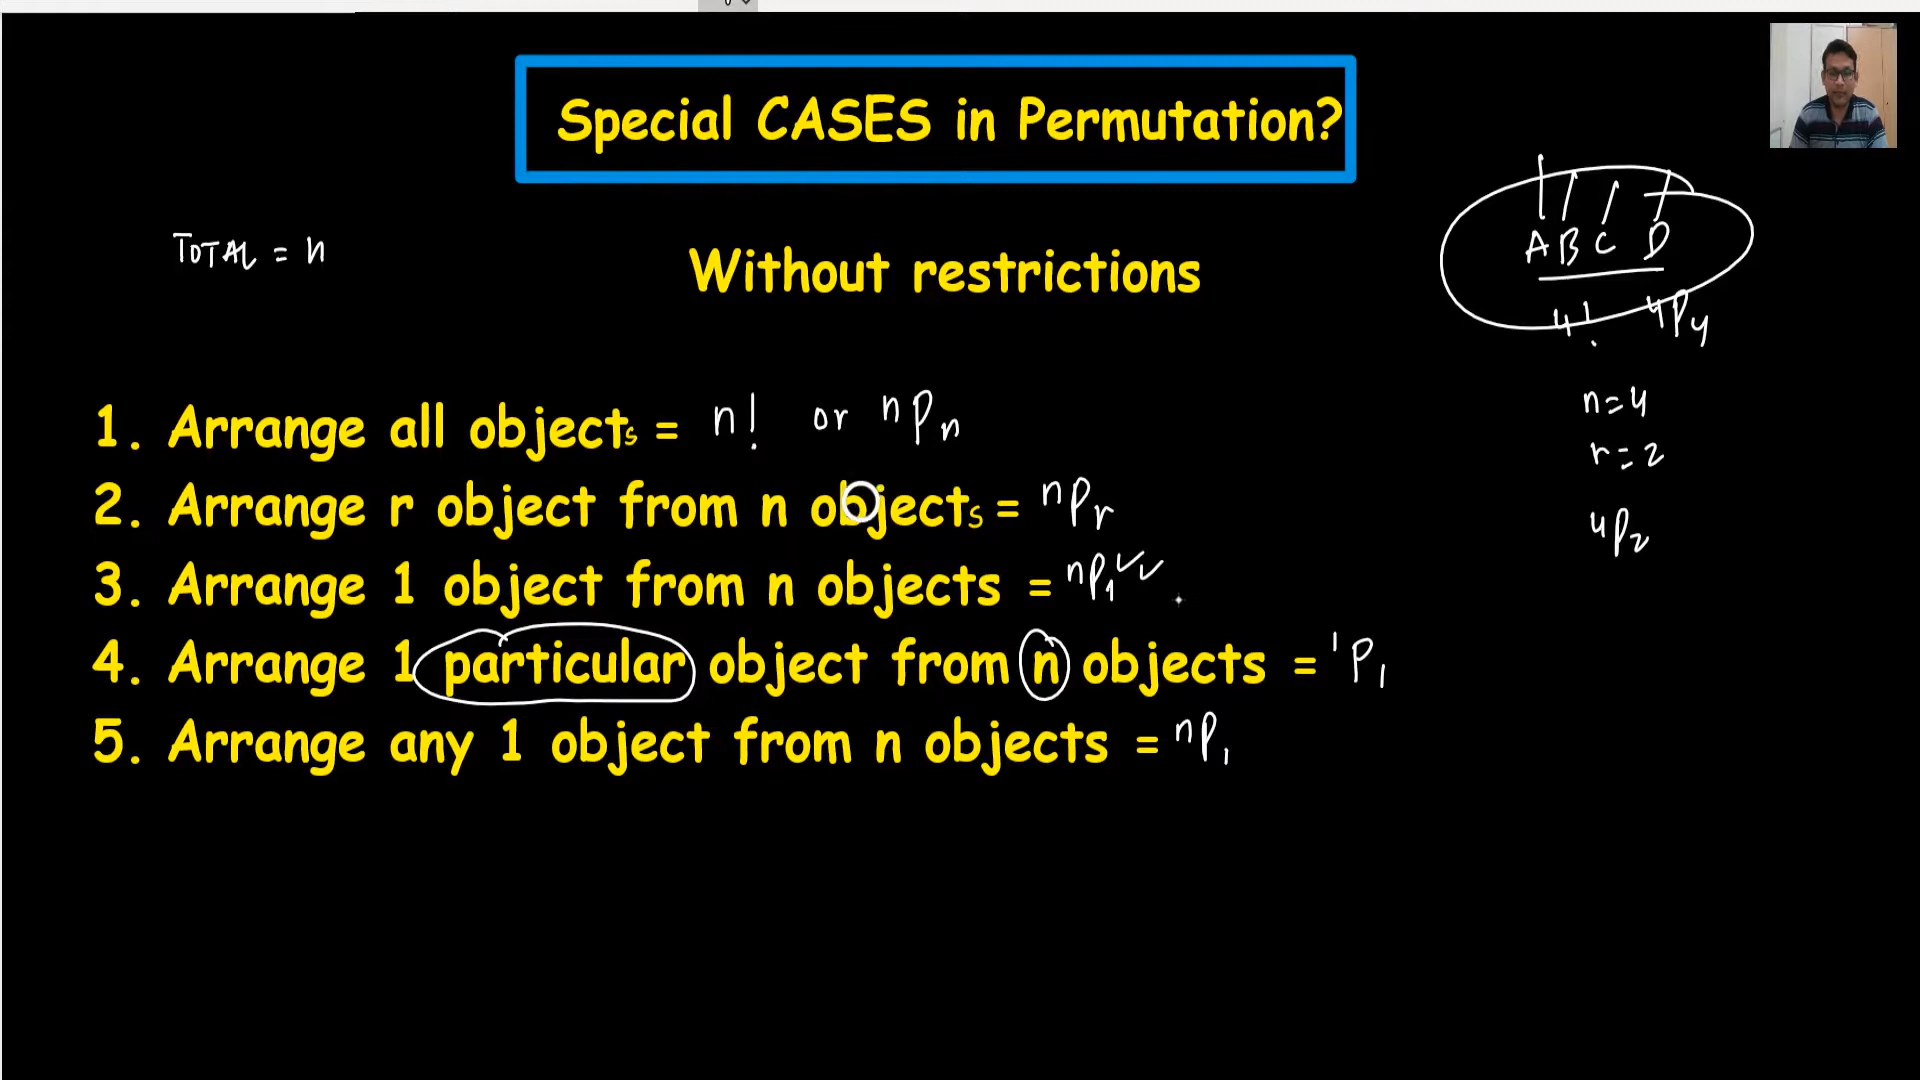 Special CASES in Permutation?
TOTAL = n
Without restrictions
A B C D
4! 4P4
n=4
r=2
4P2
1. Arrange all objects = n! or nPn
2. Arrange r object from n objects = nPr
3. Arrange 1 object from n objects = nP1
4. Arrange 1 particular object from n objects = 1P1
5. Arrange any 1 object from n objects = nP1